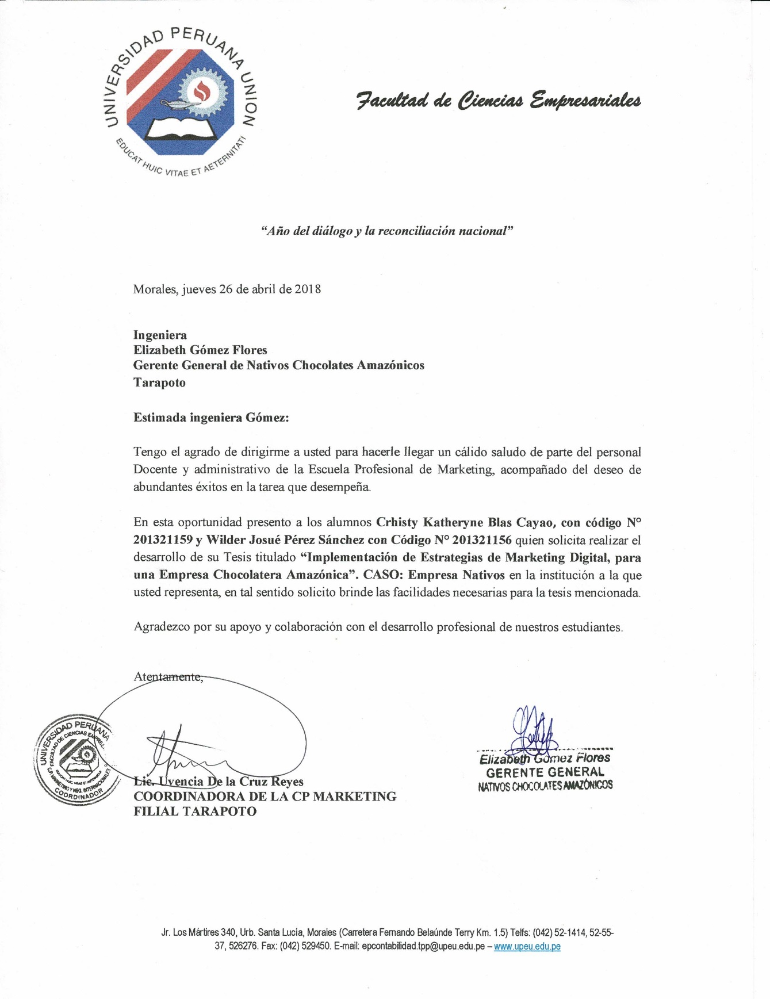 UNIVERSIDAD PERUANA UNION
EDUCAT HUIC VITAE ET AETERNITATI
Facultad de Ciencias Empresariales
“Año del diálogo y la reconciliación nacional”
Morales, jueves 26 de abril de 2018
Ingeniera
Elizabeth Gómez Flores
Gerente General de Nativos Chocolates Amazónicos
Tarapoto
Estimada ingeniera Gómez:
Tengo el agrado de dirigirme a usted para hacerle llegar un cálido saludo de parte del personal
Docente y administrativo de la Escuela Profesional de Marketing, acompañado del deseo de
abundantes éxitos en la tarea que desempeña.
En esta oportunidad presento a los alumnos Crhisty Katheryne Blas Cayao, con código N°
201321159 y Wilder Josué Pérez Sánchez con Código N° 201321156 quien solicita realizar el
desarrollo de su Tesis titulado “Implementación de Estrategias de Marketing Digital, para
una Empresa Chocolatera Amazónica”. CASO: Empresa Nativos en la institución a la que
usted representa, en tal sentido solicito brinde las facilidades necesarias para la tesis mencionada.
Agradezco por su apoyo y colaboración con el desarrollo profesional de nuestros estudiantes.
Atentamente,
UNIVERSIDAD PERUANA
FACULTAD DE CIENCIAS EMPRES.
EDUCAT HUIC VITAE ET AETERNITATI
C.P. MARKETING Y NEG. INTERNACIONALES
COORDINADOR
Lic. Uvencia De la Cruz Reyes
COORDINADORA DE LA CP MARKETING
FILIAL TARAPOTO
Elizabeth Gómez Flores
GERENTE GENERAL
NATIVOS CHOCOLATES AMAZÓNICOS
Jr. Los Mártires 340, Urb. Santa Lucía, Morales (Carretera Fernando Belaúnde Terry Km. 1.5) Telfs: (042) 52-1414, 52-55-
37, 526276. Fax: (042) 529450. E-mail: epcontabilidad.tpp@upeu.edu.pe – www.upeu.edu.pe